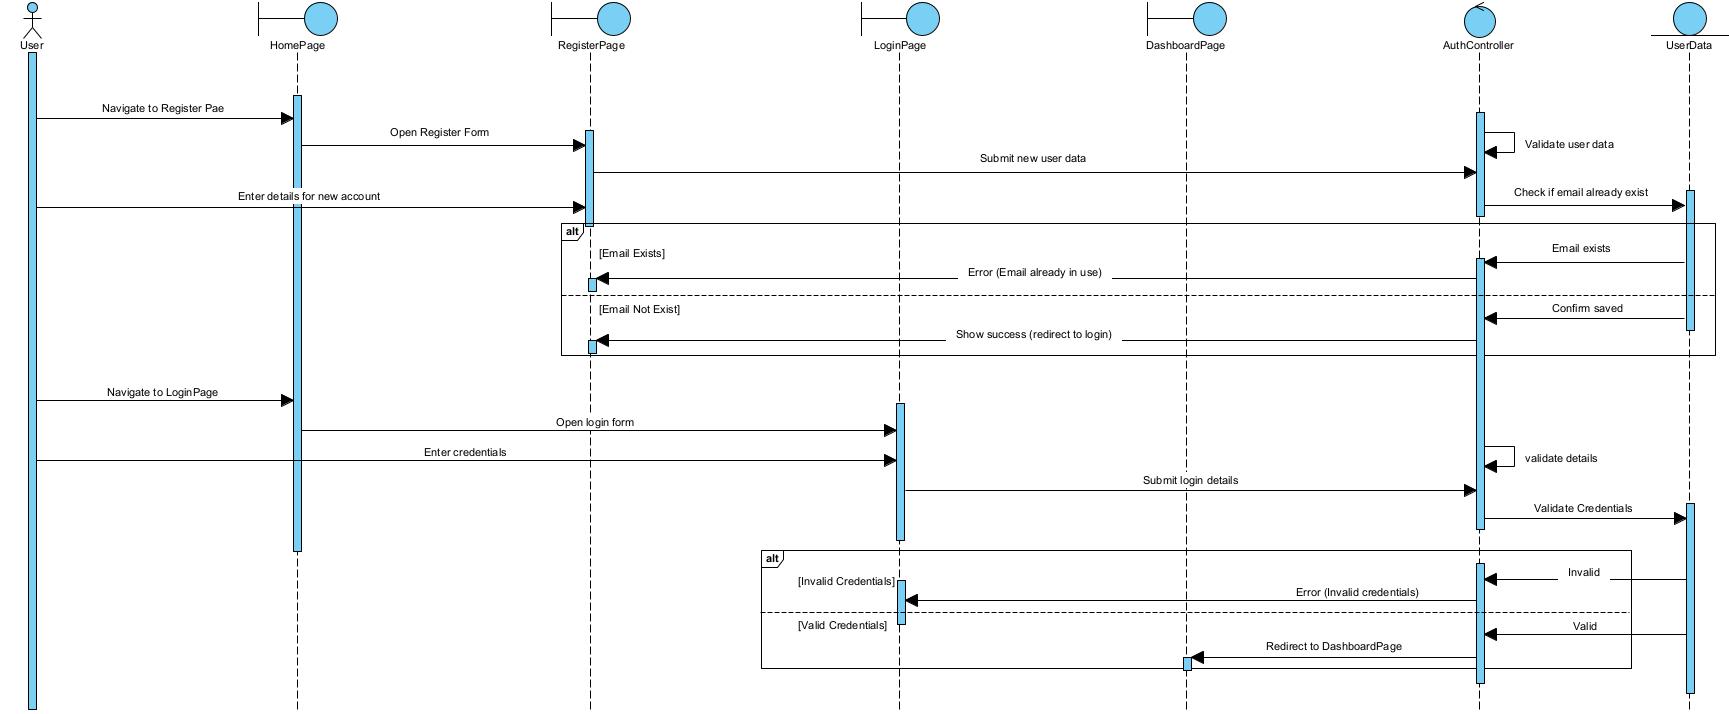 User
HomePage
RegisterPage
LoginPage
DashboardPage
AuthController
UserData
Navigate to Register Pae
Open Register Form
Validate user data
Submit new user data
Enter details for new account
Check if email already exist
alt
[Email Exists]
Email exists
Error (Email already in use)
[Email Not Exist]
Confirm saved
Show success (redirect to login)
Navigate to LoginPage
Open login form
Enter credentials
validate details
Submit login details
Validate Credentials
alt
[Invalid Credentials]
Invalid
Error (Invalid credentials)
[Valid Credentials]
Valid
Redirect to DashboardPage